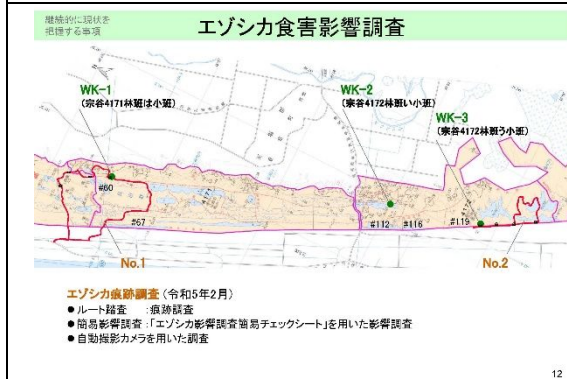 継続的に現状を
把握する事項
エゾシカ食害影響調査
WK-1
(宗谷4171林班は小班)
WK-2
(宗谷4172林班い小班)
WK-3
(宗谷4172林班う小班)
#60
#67
#112
#116
#119
No.1
No.2
エゾシカ痕跡調査(令和5年2月)
●ルート踏査 :痕跡調査
●簡易影響調査:「エゾシカ影響調査簡易チェックシート」を用いた影響調査
●自動撮影カメラを用いた調査
12